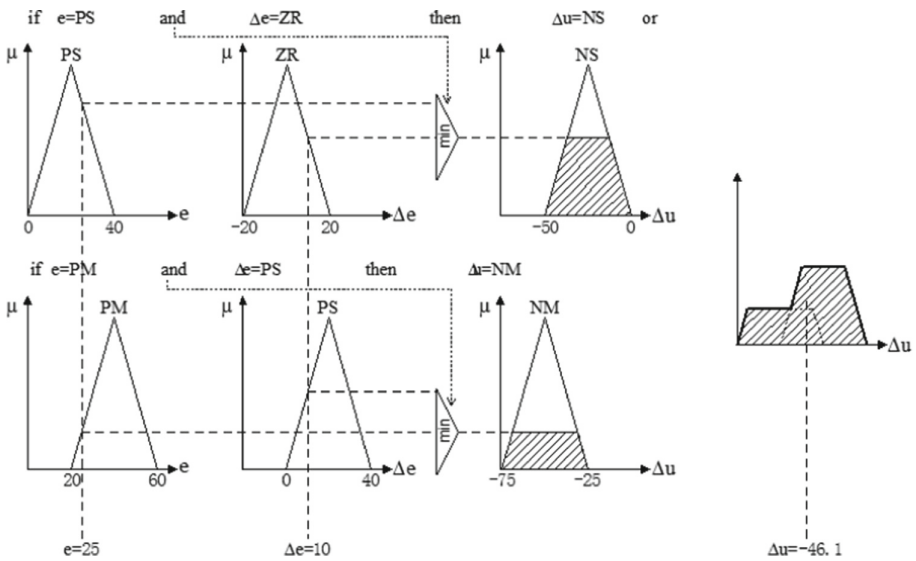 if e=PS and Δe=ZR then Δu=NS or
μ PS μ ZR μ NS
min
e Δe Δu
0 40 -20 20 -50 0
if e=PM and Δe=PS then Δu=NM
μ PM μ PS μ NM
Δu
min
e Δe Δu
20 60 0 40 -75 -25
e=25 Δe=10 Δu=-46.1